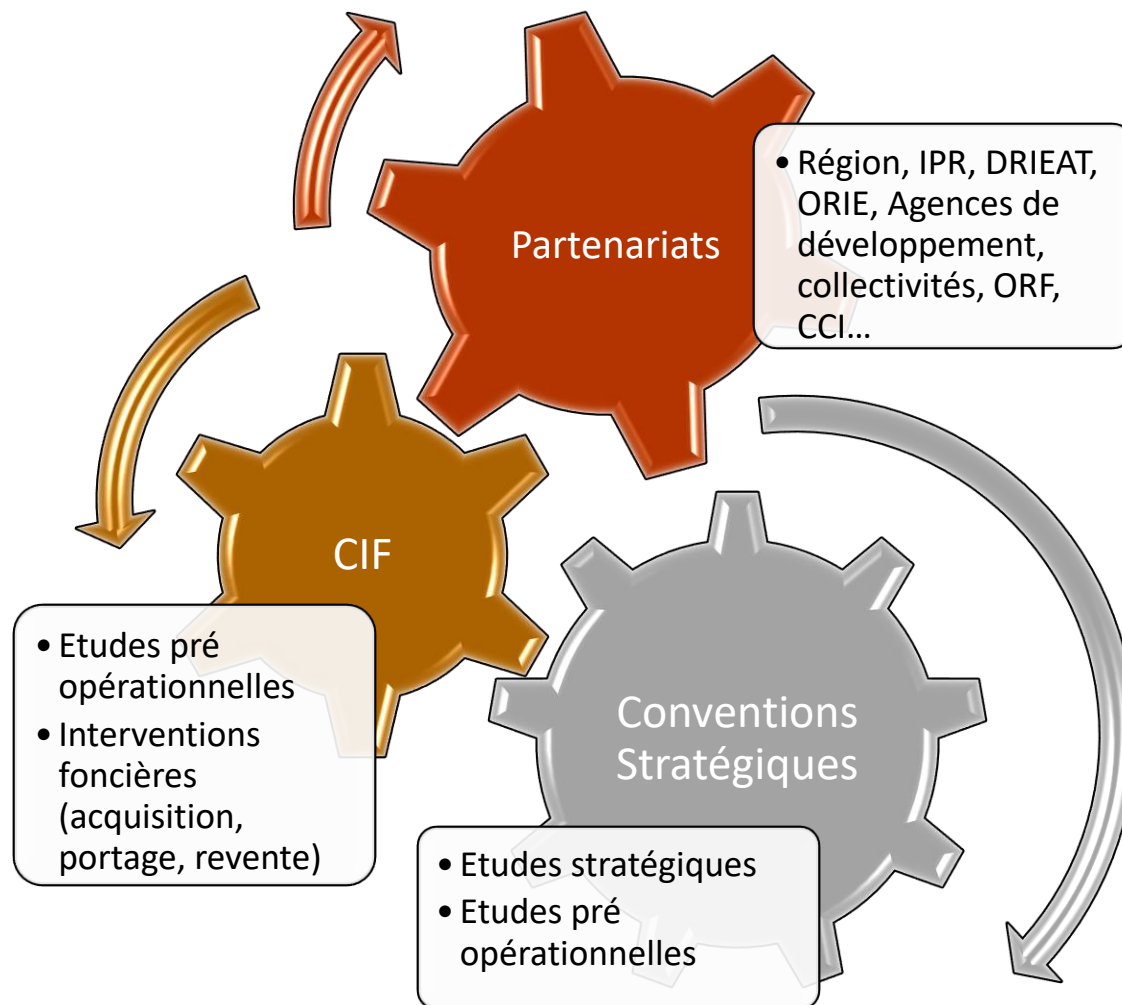 Partenariats
• Région, IPR, DRIEAT,
ORIE, Agences de
développement,
collectivités, ORF,
CCI…
CIF
• Etudes pré
opérationnelles
• Interventions
foncières
(acquisition,
portage, revente)
Conventions
Stratégiques
• Etudes stratégiques
• Etudes pré
opérationnelles